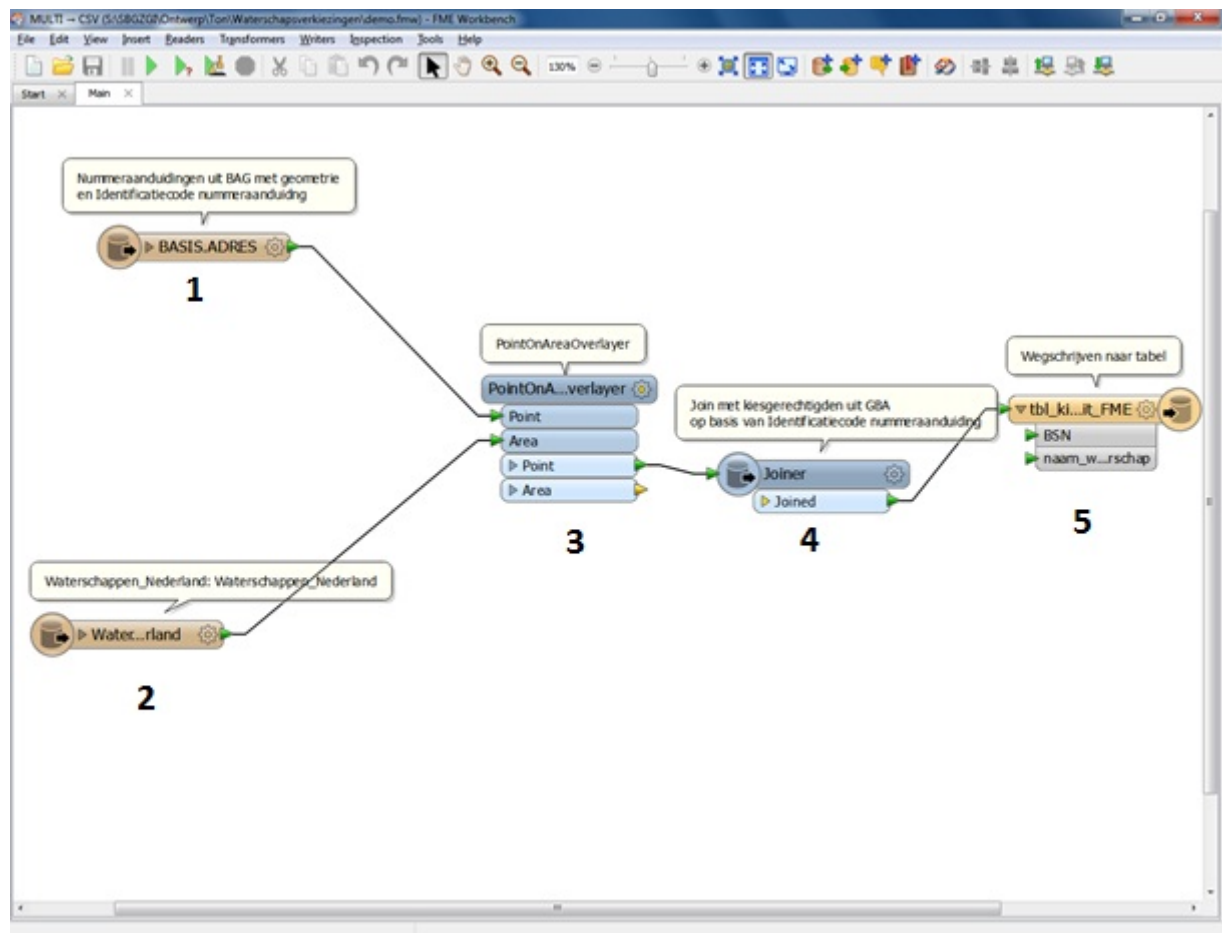 MULTI → CSV (S:\SBGZGI\Ontwerp\Ton\Waterschapsverkiezingen\demo.fmw) - FME Workbench
File Edit View Insert Readers Transformers Writers Inspection Tools Help
130%
Start Main
Nummeraanduidingen uit BAG met geometrie
en Identificatiecode nummeraanduidng
BASIS.ADRES
1
PointOnAreaOverlayer
PointOnA...verlayer
Point
Area
Point
Area
3
Join met kiesgerechtigden uit GBA
op basis van Identificatiecode nummeraanduidng
Joiner
Joined
4
Wegschrijven naar tabel
tbl_ki...it_FME
BSN
naam_w...rschap
5
Waterschappen_Nederland: Waterschappen_Nederland
Water...rland
2